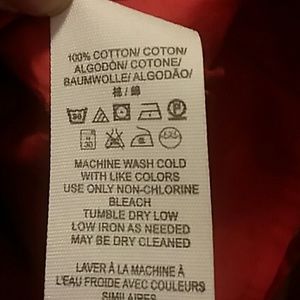 100% COTTON/ COTON/
ALGODÓN/ COTONE/
BAUMWOLLE/ ALGODÃO/
棉 / 綿
MACHINE WASH COLD
WITH LIKE COLORS
USE ONLY NON-CHLORINE
BLEACH
TUMBLE DRY LOW
LOW IRON AS NEEDED
MAY BE DRY CLEANED
LAVER À LA MACHINE À
L'EAU FROIDE AVEC COULEURS
SIMILAIRES